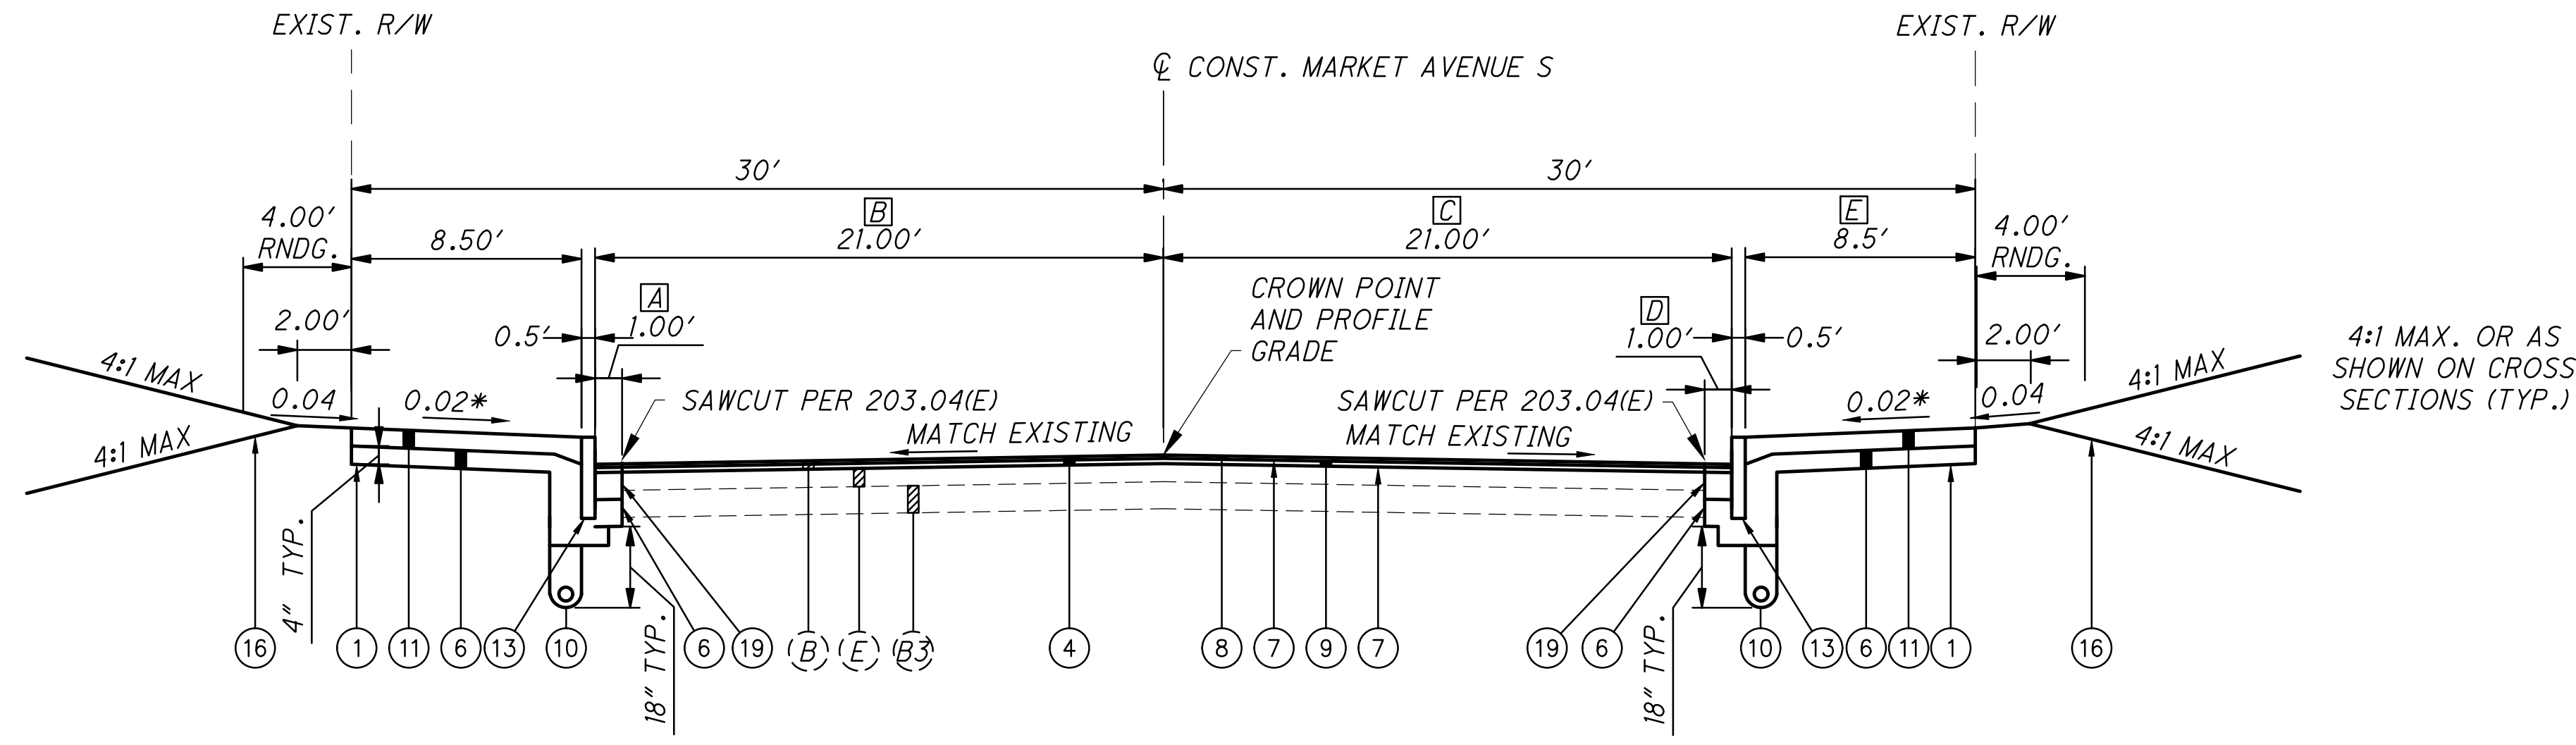 EXIST. R/W
EXIST. R/W
℄ CONST. MARKET AVENUE S
30'
30'
4.00'
RNDG.
8.50'
B
21.00'
C
21.00'
E
8.5'
4.00'
RNDG.
CROWN POINT
AND PROFILE
GRADE
2.00'
0.5'
A
1.00'
D
1.00'
0.5'
2.00'
4:1 MAX. OR AS
SHOWN ON CROSS
SECTIONS (TYP.)
4:1 MAX
0.04
0.02*
SAWCUT PER 203.04(E)
SAWCUT PER 203.04(E)
0.02*
0.04
4:1 MAX
4:1 MAX
MATCH EXISTING
MATCH EXISTING
4:1 MAX
4" TYP.
18" TYP.
18" TYP.
16
1
11
6
13
10
6
19
B
E
B3
4
8
7
9
7
19
6
10
13
6
11
1
16